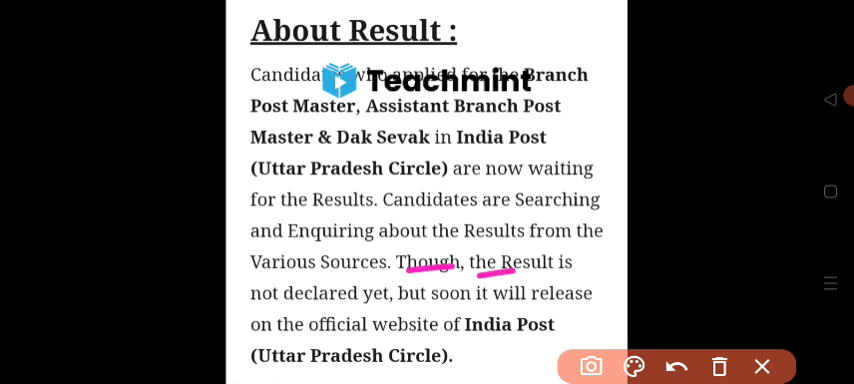 About Result :
Candidates who applied for the Branch
Teachmint
Post Master, Assistant Branch Post
Master & Dak Sevak in India Post
(Uttar Pradesh Circle) are now waiting
for the Results. Candidates are Searching
and Enquiring about the Results from the
Various Sources. Though, the Result is
not declared yet, but soon it will release
on the official website of India Post
(Uttar Pradesh Circle).